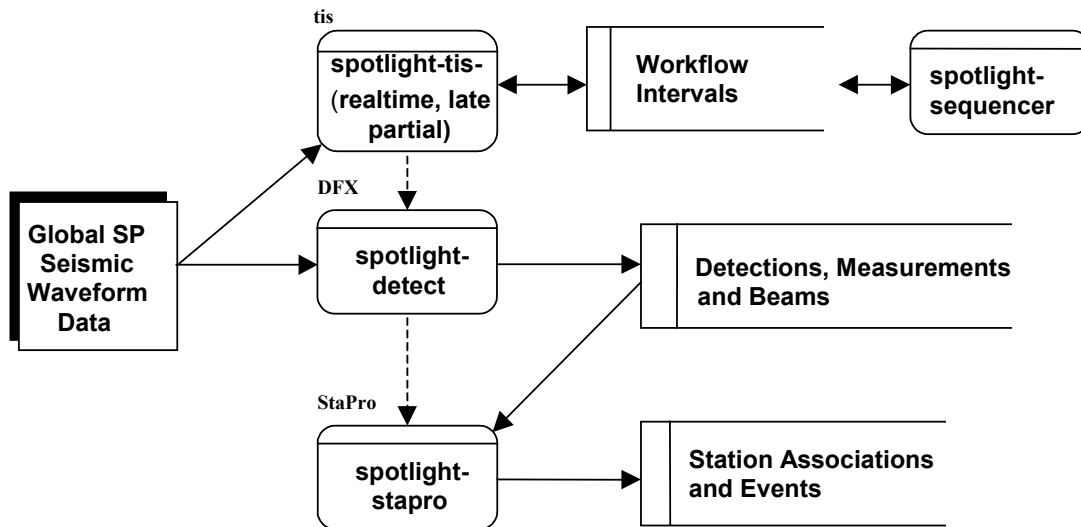 tis
spotlight-tis-
(realtime, late
partial)
Workflow
Intervals
spotlight-
sequencer
DFX
Global SP
Seismic
Waveform
Data
spotlight-
detect
Detections, Measurements
and Beams
StaPro
spotlight-
stapro
Station Associations
and Events